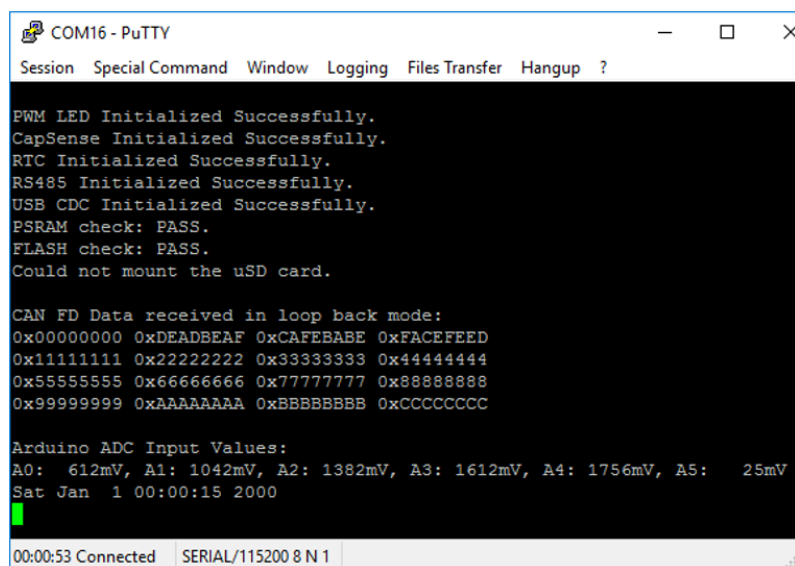 COM16 - PuTTY
Session Special Command Window Logging Files Transfer Hangup ?
PWM LED Initialized Successfully.
CapSense Initialized Successfully.
RTC Initialized Successfully.
RS485 Initialized Successfully.
USB CDC Initialized Successfully.
PSRAM check: PASS.
FLASH check: PASS.
Could not mount the uSD card.
CAN FD Data received in loop back mode:
0x00000000 0xDEADBEAF 0xCAFEBABE 0xFACEFEED
0x11111111 0x22222222 0x33333333 0x44444444
0x55555555 0x66666666 0x77777777 0x88888888
0x99999999 0xAAAAAAAA 0xBBBBBBBB 0xCCCCCCCC
Arduino ADC Input Values:
A0:  612mV, A1: 1042mV, A2: 1382mV, A3: 1612mV, A4: 1756mV, A5:   25mV
Sat Jan  1 00:00:15 2000
00:00:53 Connected SERIAL/115200 8 N 1